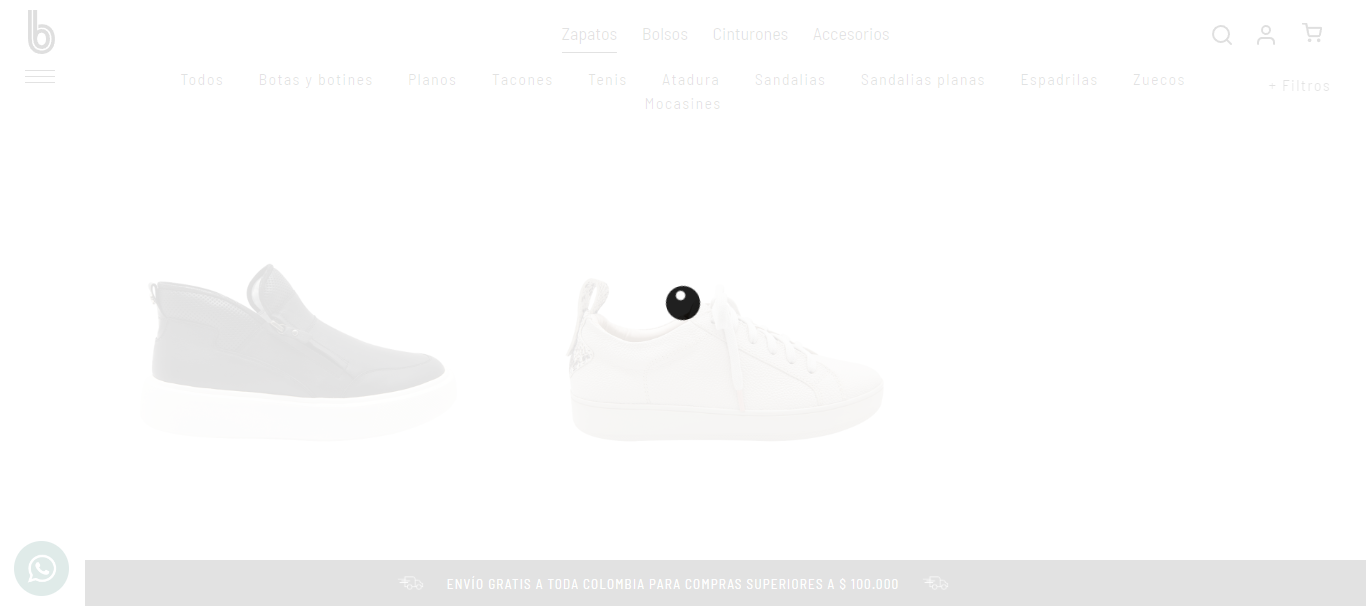 b
Zapatos Bolsos Cinturones Accesorios
Todos Botas y botines Planos Tacones Tenis Atadura Sandalias Sandalias planas Espadrilas Zuecos
Mocasines
+ Filtros
ENVÍO GRATIS A TODA COLOMBIA PARA COMPRAS SUPERIORES A $ 100.000